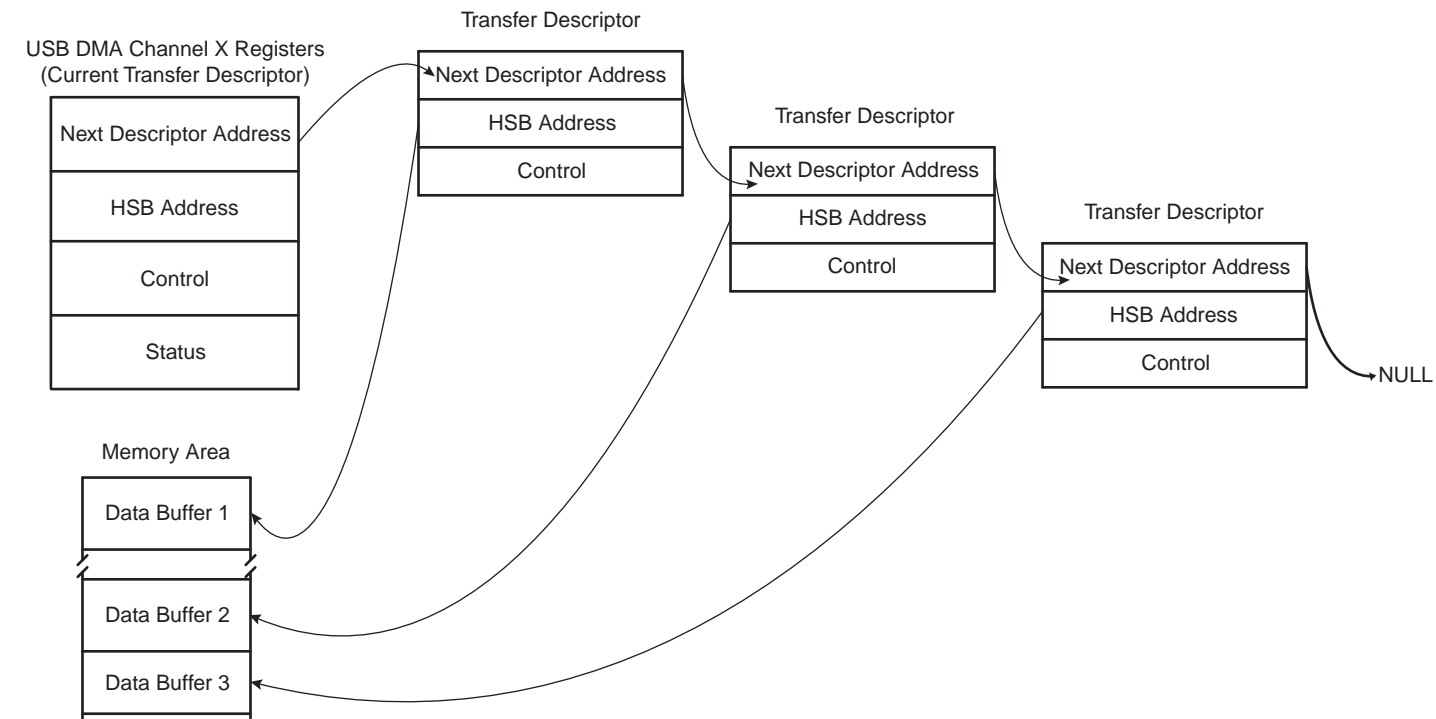 USB DMA Channel X Registers
(Current Transfer Descriptor)
Next Descriptor Address
HSB Address
Control
Status
Transfer Descriptor
Next Descriptor Address
HSB Address
Control
Transfer Descriptor
Next Descriptor Address
HSB Address
Control
Transfer Descriptor
Next Descriptor Address
HSB Address
Control
NULL
Memory Area
Data Buffer 1
Data Buffer 2
Data Buffer 3